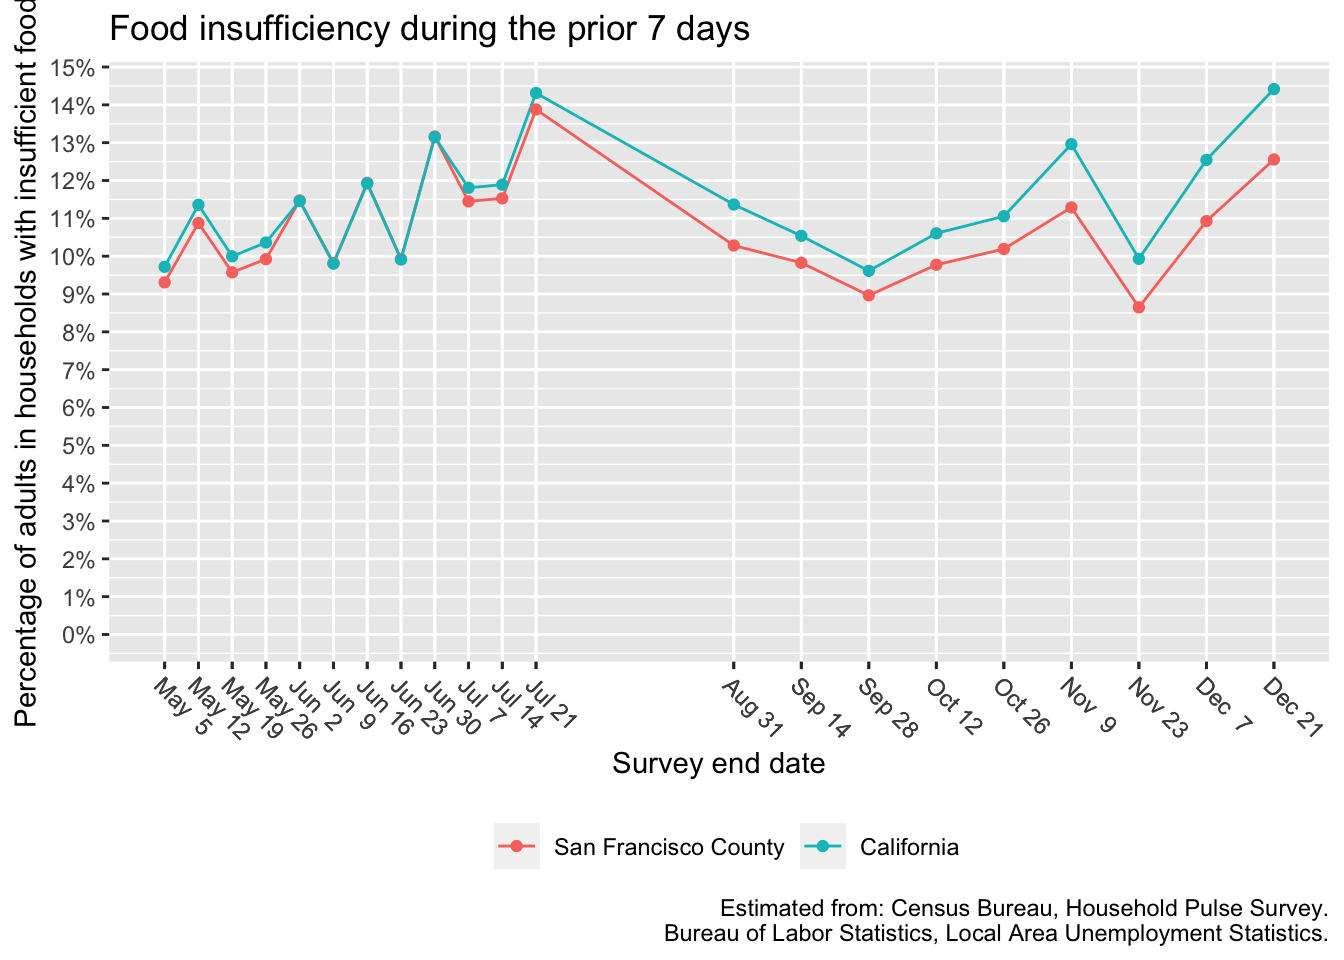 Food insufficiency during the prior 7 days
Percentage of adults in households with insufficient food
15%
14%
13%
12%
11%
10%
9%
8%
7%
6%
5%
4%
3%
2%
1%
0%
May 5
May 12
May 19
May 26
Jun 2
Jun 9
Jun 16
Jun 23
Jun 30
Jul 7
Jul 14
Jul 21
Aug 31
Sep 14
Sep 28
Oct 12
Oct 26
Nov 9
Nov 23
Dec 7
Dec 21
Survey end date
San Francisco County
California
Estimated from: Census Bureau, Household Pulse Survey.
Bureau of Labor Statistics, Local Area Unemployment Statistics.